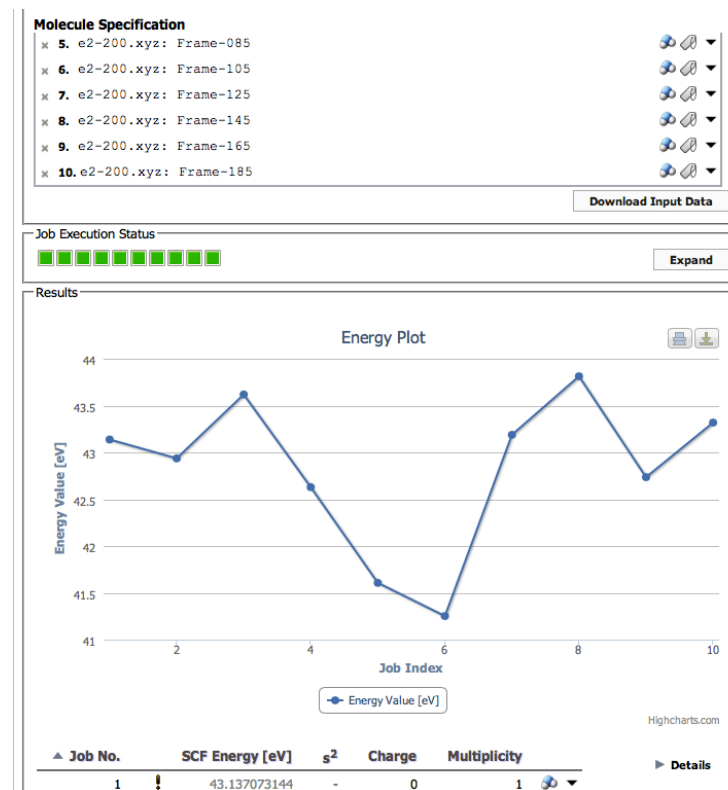 Molecule Specification
× 5. e2-200.xyz: Frame-085
× 6. e2-200.xyz: Frame-105
× 7. e2-200.xyz: Frame-125
× 8. e2-200.xyz: Frame-145
× 9. e2-200.xyz: Frame-165
× 10. e2-200.xyz: Frame-185
Download Input Data
Job Execution Status
Expand
Results
Energy Plot
Energy Value [eV]
44
43.5
43
42.5
42
41.5
41
2 4 6 8 10
Job Index
Energy Value [eV]
Highcharts.com
▲ Job No. SCF Energy [eV] s² Charge Multiplicity
▶ Details
1 ! 43.137073144 - 0 1